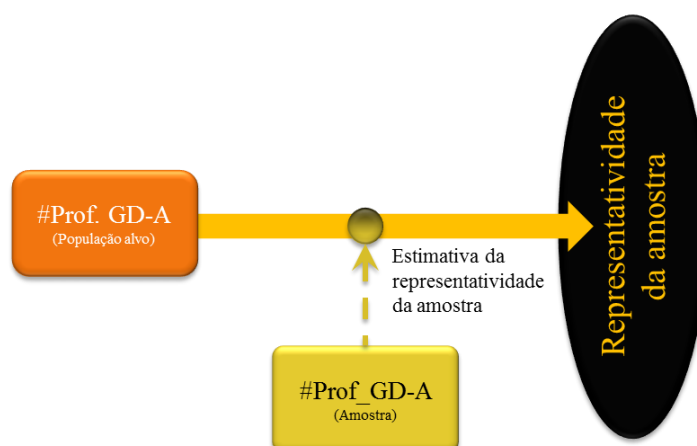 #Prof. GD-A
(População alvo)
Estimativa da
representatividade
da amostra
#Prof_GD-A
(Amostra)
Representatividade
da amostra